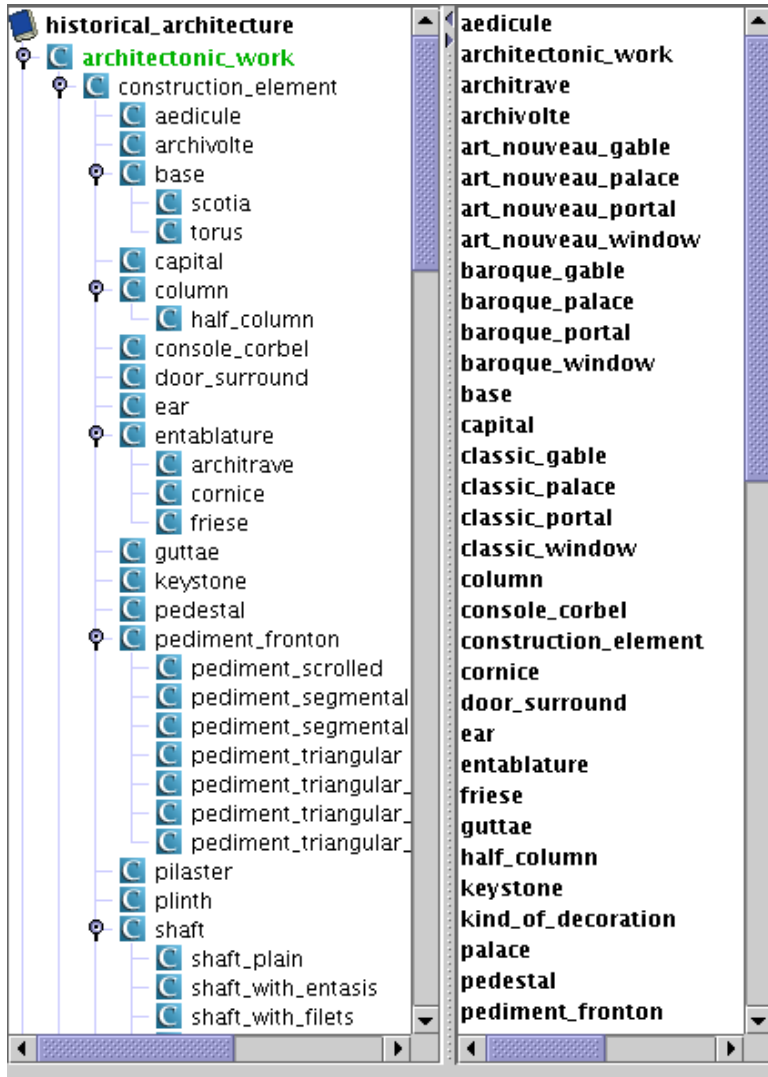 historical_architecture
architectonic_work
construction_element
aedicule
archivolte
base
scotia
torus
capital
column
half_column
console_corbel
door_surround
ear
entablature
architrave
cornice
friese
guttae
keystone
pedestal
pediment_fronton
pediment_scrolled
pediment_segmental
pediment_segmental
pediment_triangular
pediment_triangular_
pediment_triangular_
pediment_triangular_
pilaster
plinth
shaft
shaft_plain
shaft_with_entasis
shaft_with_filets
aedicule
architectonic_work
architrave
archivolte
art_nouveau_gable
art_nouveau_palace
art_nouveau_portal
art_nouveau_window
baroque_gable
baroque_palace
baroque_portal
baroque_window
base
capital
classic_gable
classic_palace
classic_portal
classic_window
column
console_corbel
construction_element
cornice
door_surround
ear
entablature
friese
guttae
half_column
keystone
kind_of_decoration
palace
pedestal
pediment_fronton